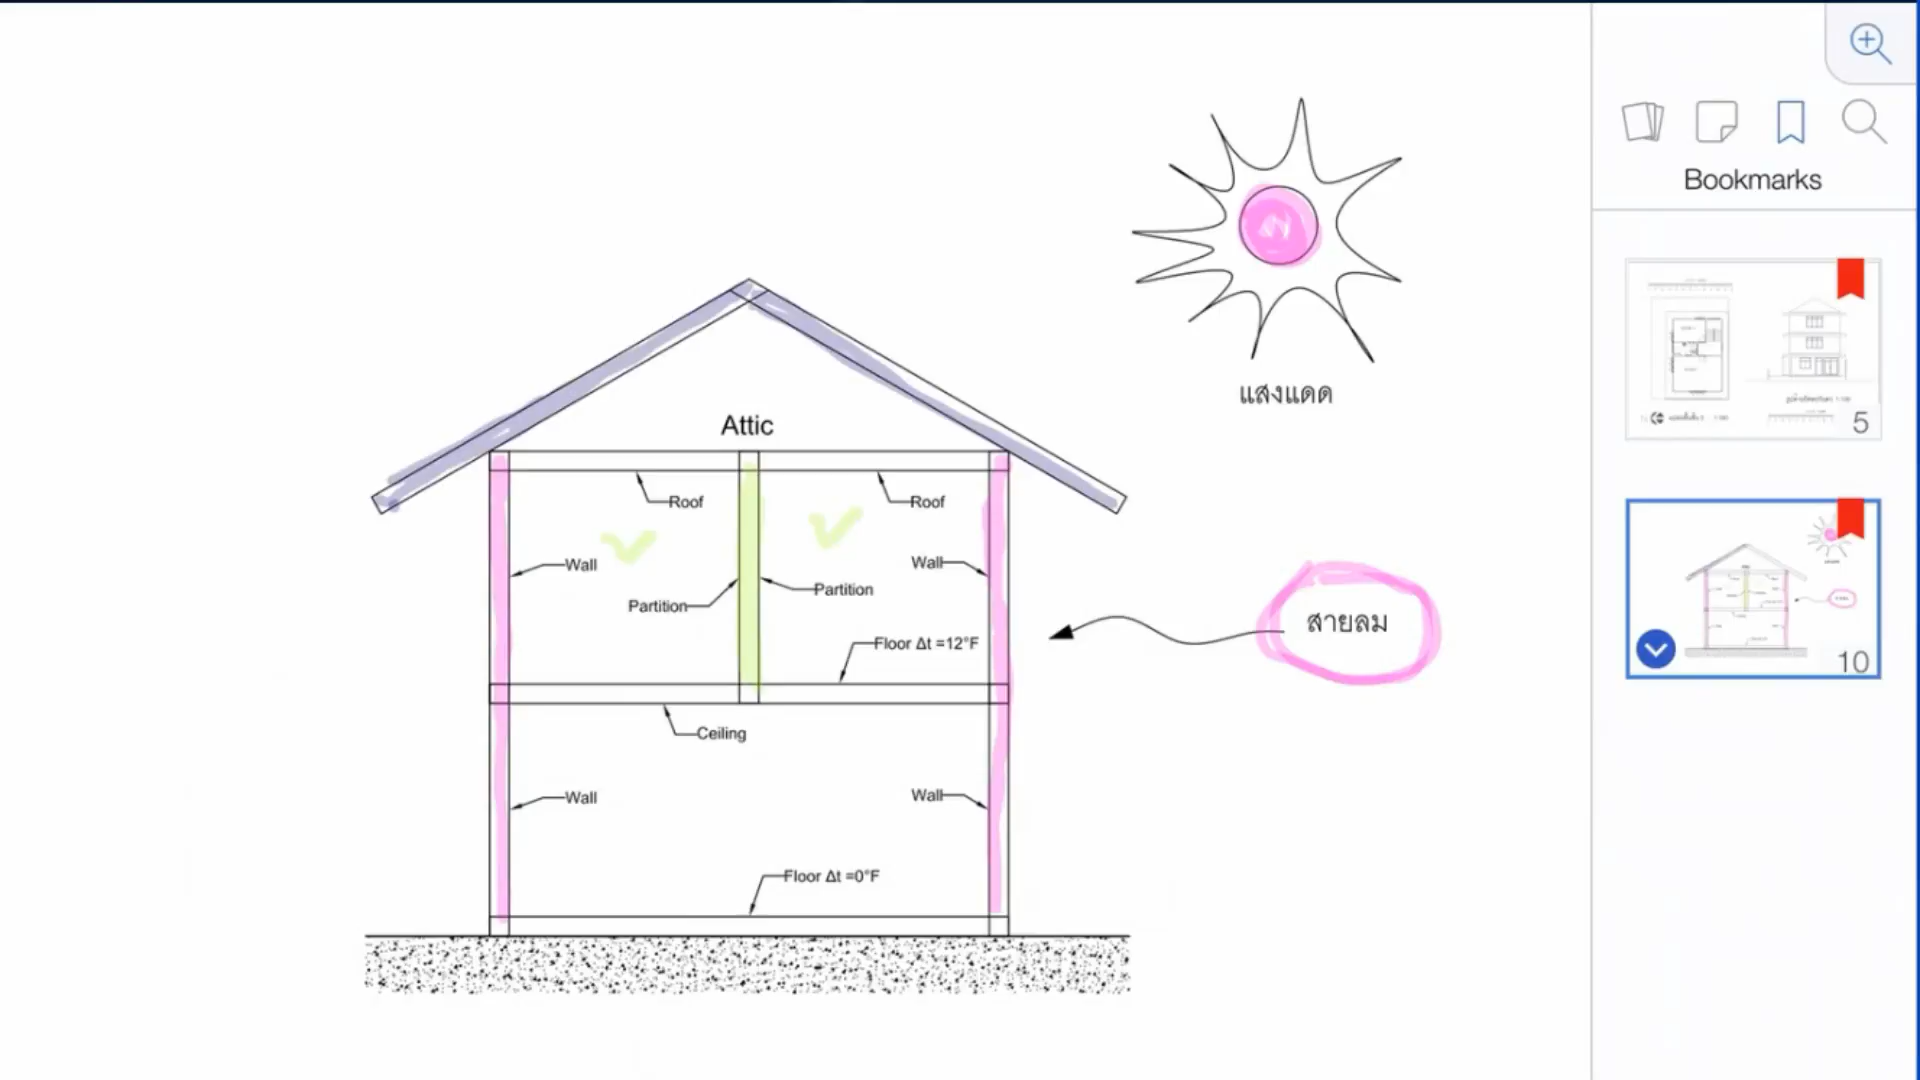 Bookmarks
แสงแดด
Attic
Roof
Roof
Wall
Wall
Partition
Partition
Floor Δt =12°F
สายลม
Ceiling
Wall
Wall
Floor Δt =0°F
5
10